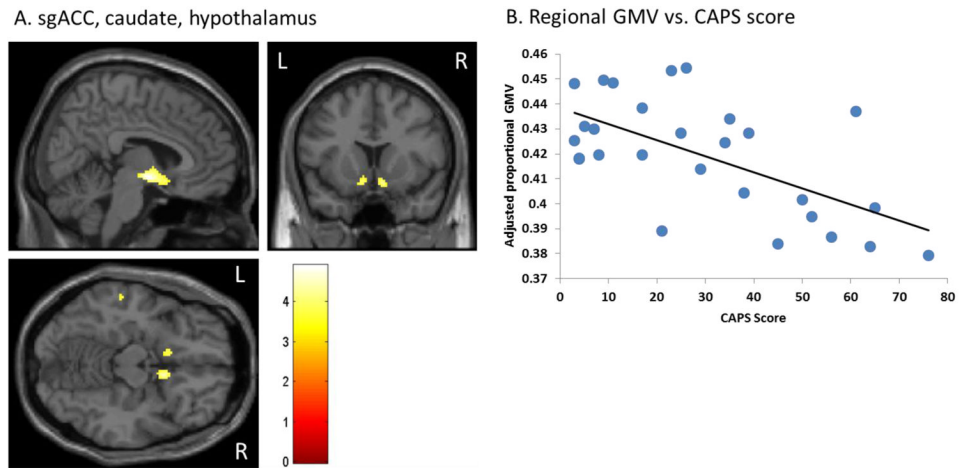 A. sgACC, caudate, hypothalamus
L
R
L
R
4
3
2
1
0
B. Regional GMV vs. CAPS score
Adjusted proportional GMV
0.46
0.45
0.44
0.43
0.42
0.41
0.4
0.39
0.38
0.37
0 10 20 30 40 50 60 70 80
CAPS Score